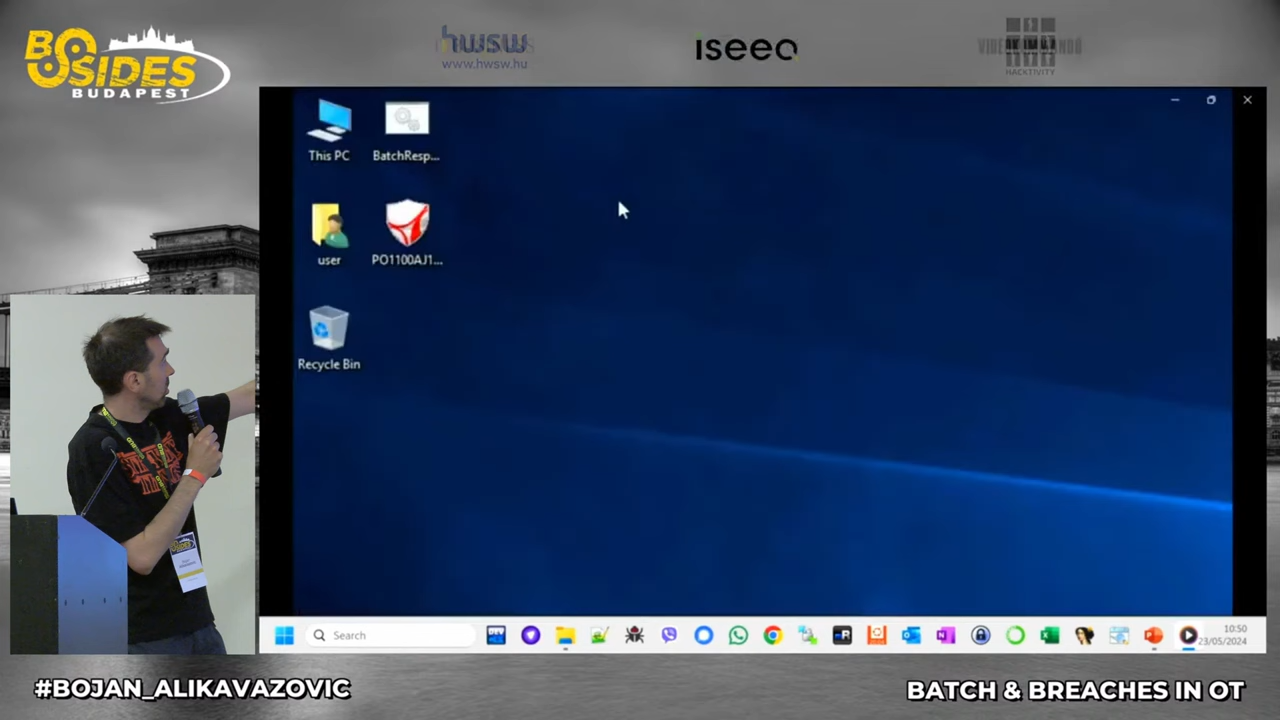 BSIDES
BUDAPEST
hwsw
www.hwsw.hu
iseeq
HACKTIVITY
This PC
BatchResp...
user
PO1100AJ1...
Recycle Bin
Search
10:50
23/05/2024
#BOJAN_ALIKAVAZOVIC
BATCH & BREACHES IN OT